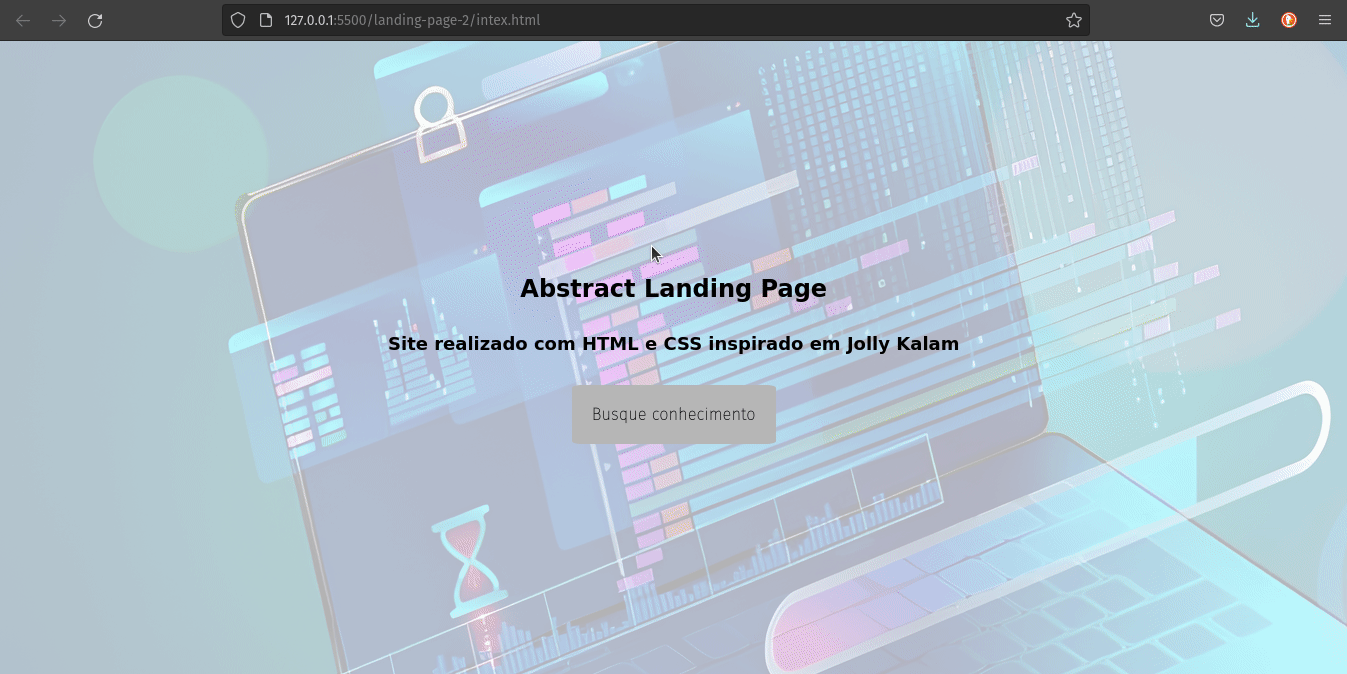 127.0.0.1:5500/landing-page-2/intex.html
Abstract Landing Page
Site realizado com HTML e CSS inspirado em Jolly Kalam
Busque conhecimento